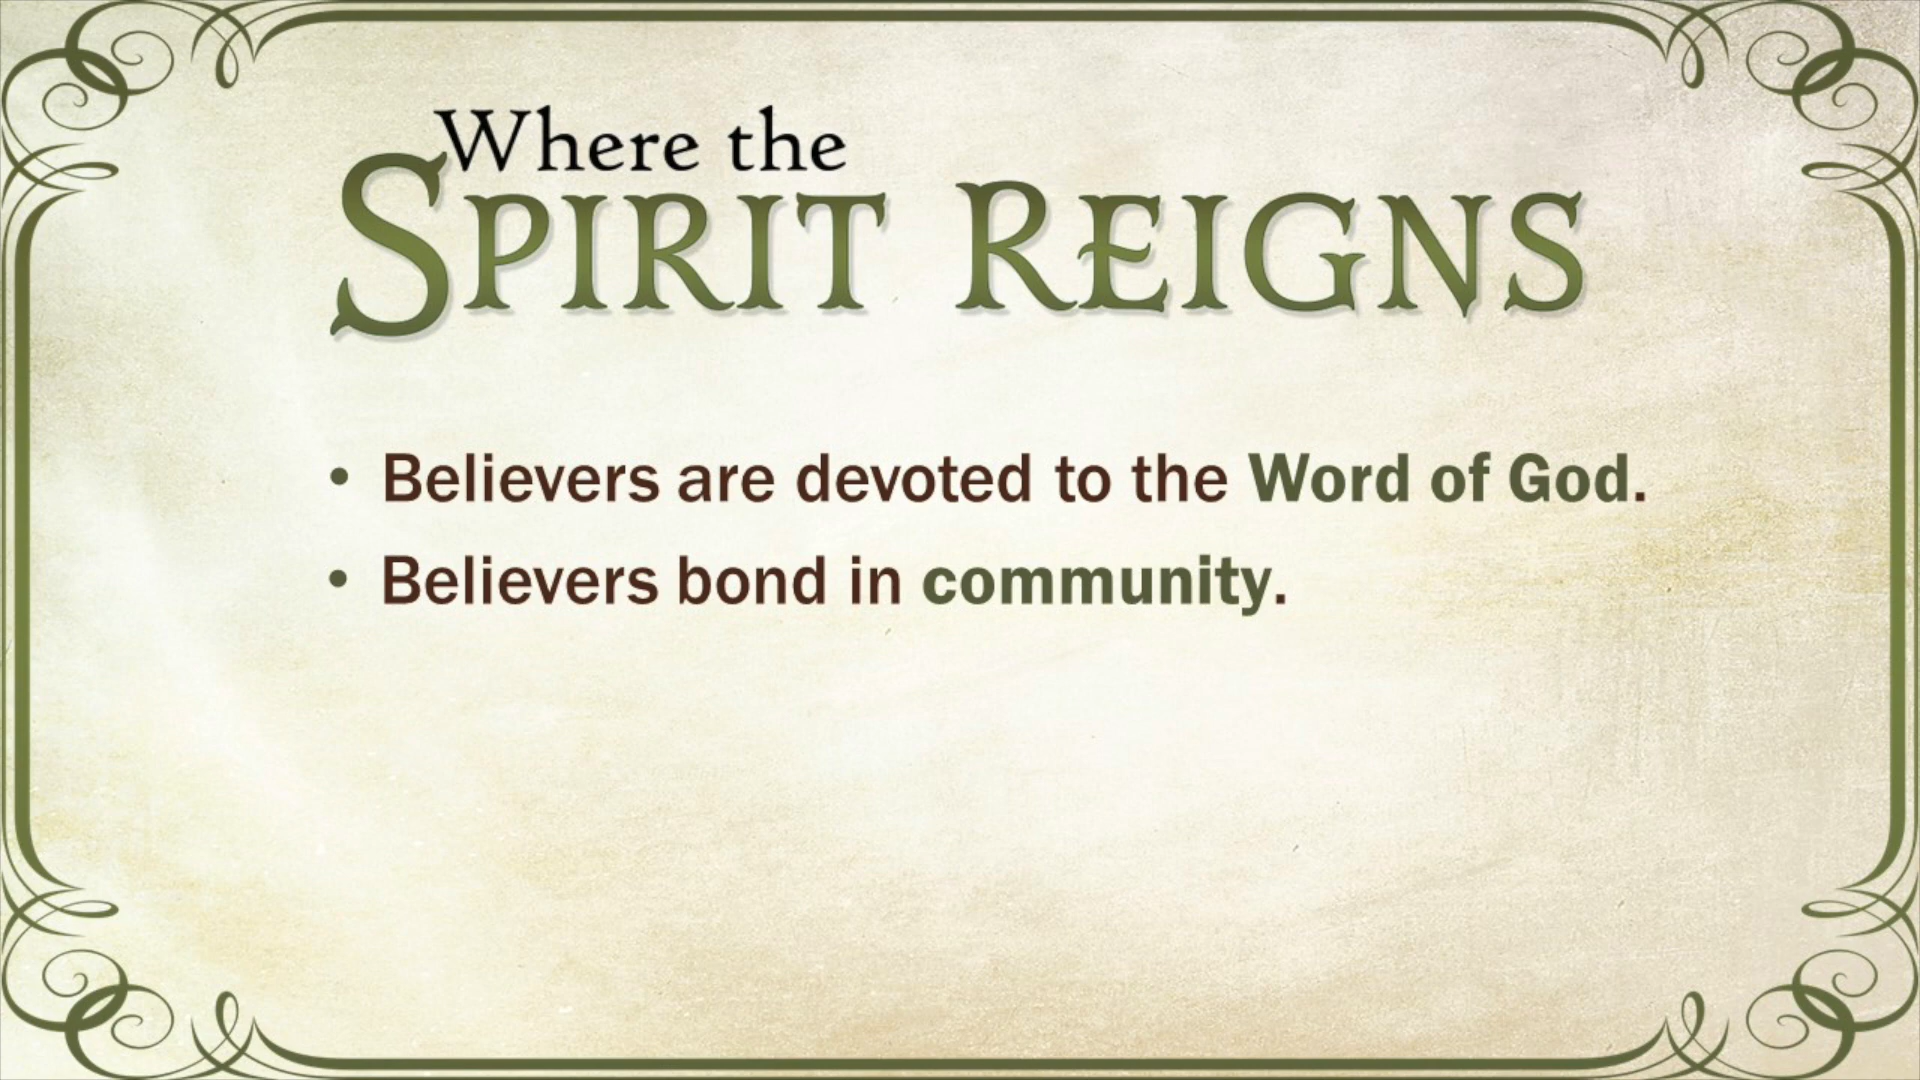 Where the
SPIRIT REIGNS
• Believers are devoted to the Word of God.
• Believers bond in community.